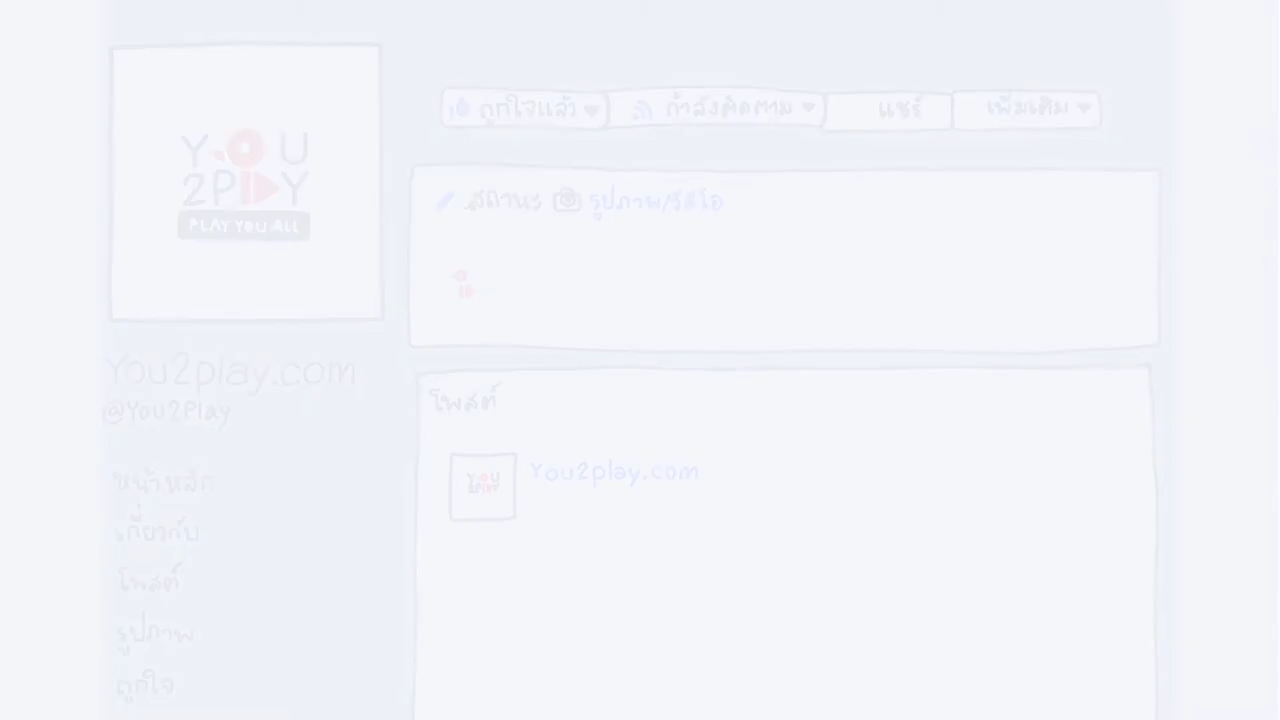 YOU
2PLAY
PLAY YOU ALL
You2play.com
@You2Play
หน้าหลัก
เกี่ยวกับ
โพสต์
รูปภาพ
ถูกใจ
ถูกใจแล้ว กำลังติดตาม แชร์ เพิ่มเติม
สถานะ รูปภาพ/วีดีโอ
โพสต์
YOU
2PLAY
You2play.com